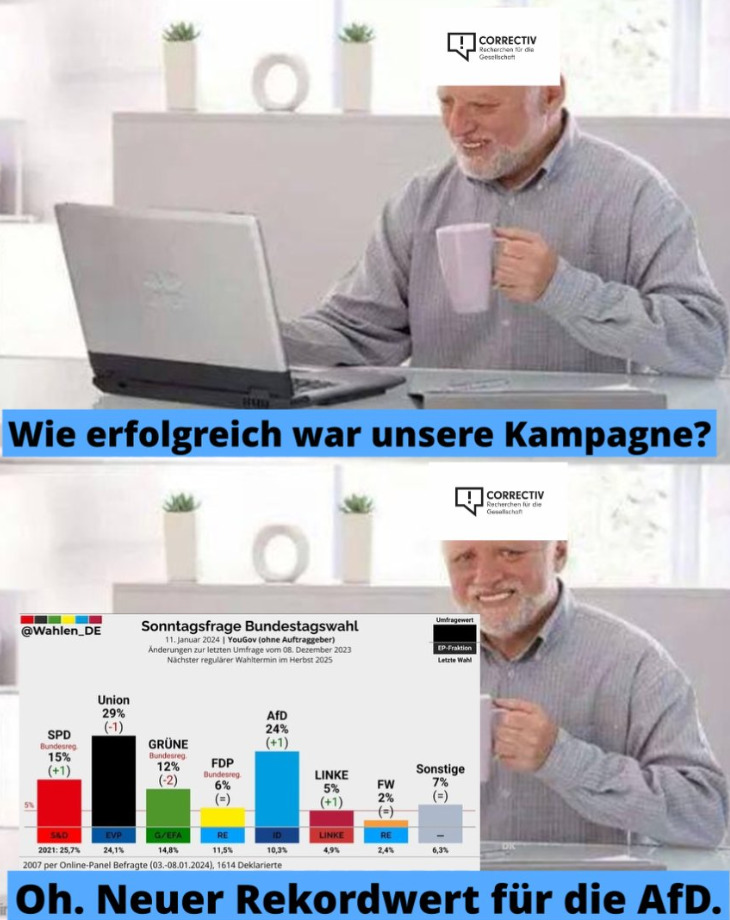 CORRECTIV
Recherchen für die
Gesellschaft
Wie erfolgreich war unsere Kampagne?
CORRECTIV
Recherchen für die
Gesellschaft
@Wahlen_DE
Sonntagsfrage Bundestagswahl
11. Januar 2024 | YouGov (ohne Auftraggeber)
Änderungen zur letzten Umfrage vom 08. Dezember 2023
Nächster regulärer Wahltermin im Herbst 2025
Umfragewert
EP-Fraktion
Letzte Wahl
SPD
Bundesreg.
15%
(+1)
Union
29%
(-1)
GRÜNE
Bundesreg.
12%
(-2)
FDP
Bundesreg.
6%
(=)
AfD
24%
(+1)
LINKE
5%
(+1)
FW
2%
(=)
Sonstige
7%
(=)
5%
S&D EVP G/EFA RE ID LINKE RE —
2021: 25,7% 24,1% 14,8% 11,5% 10,3% 4,9% 2,4% 6,3%
2007 per Online-Panel Befragte (03.-08.01.2024), 1614 Deklarierte
Oh. Neuer Rekordwert für die AfD.